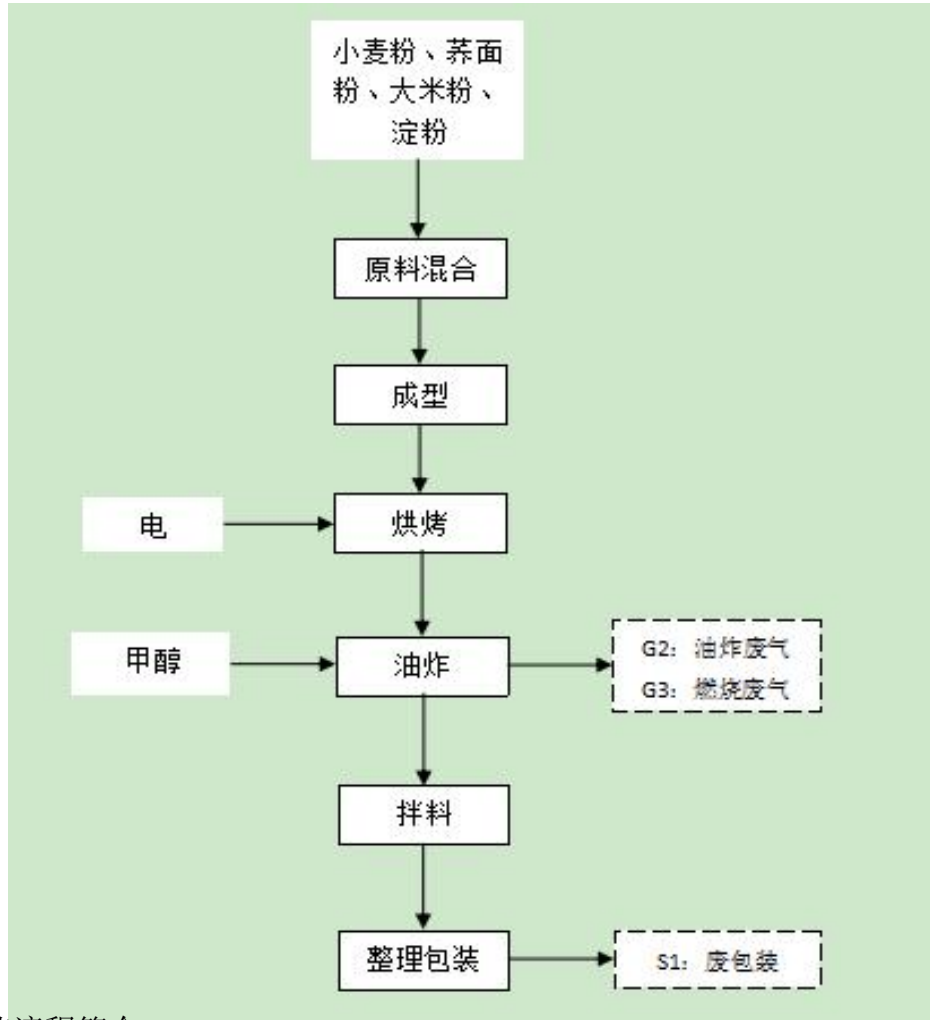 小麦粉、荞面
粉、大米粉、
淀粉
原料混合
成型
电
烘烤
甲醇
油炸
G2：油炸废气
G3：燃烧废气
拌料
整理包装
S1：废包装